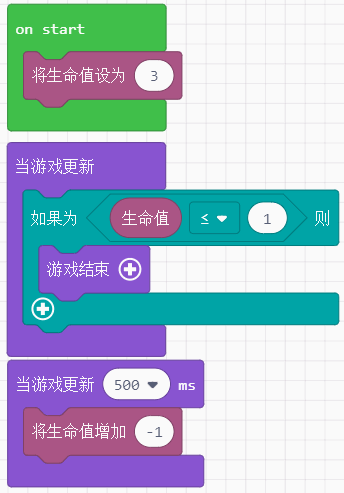 on start
将生命值设为 3
当游戏更新
如果为 生命值 ≤ 1 则
游戏结束
当游戏更新 500 ms
将生命值增加 -1